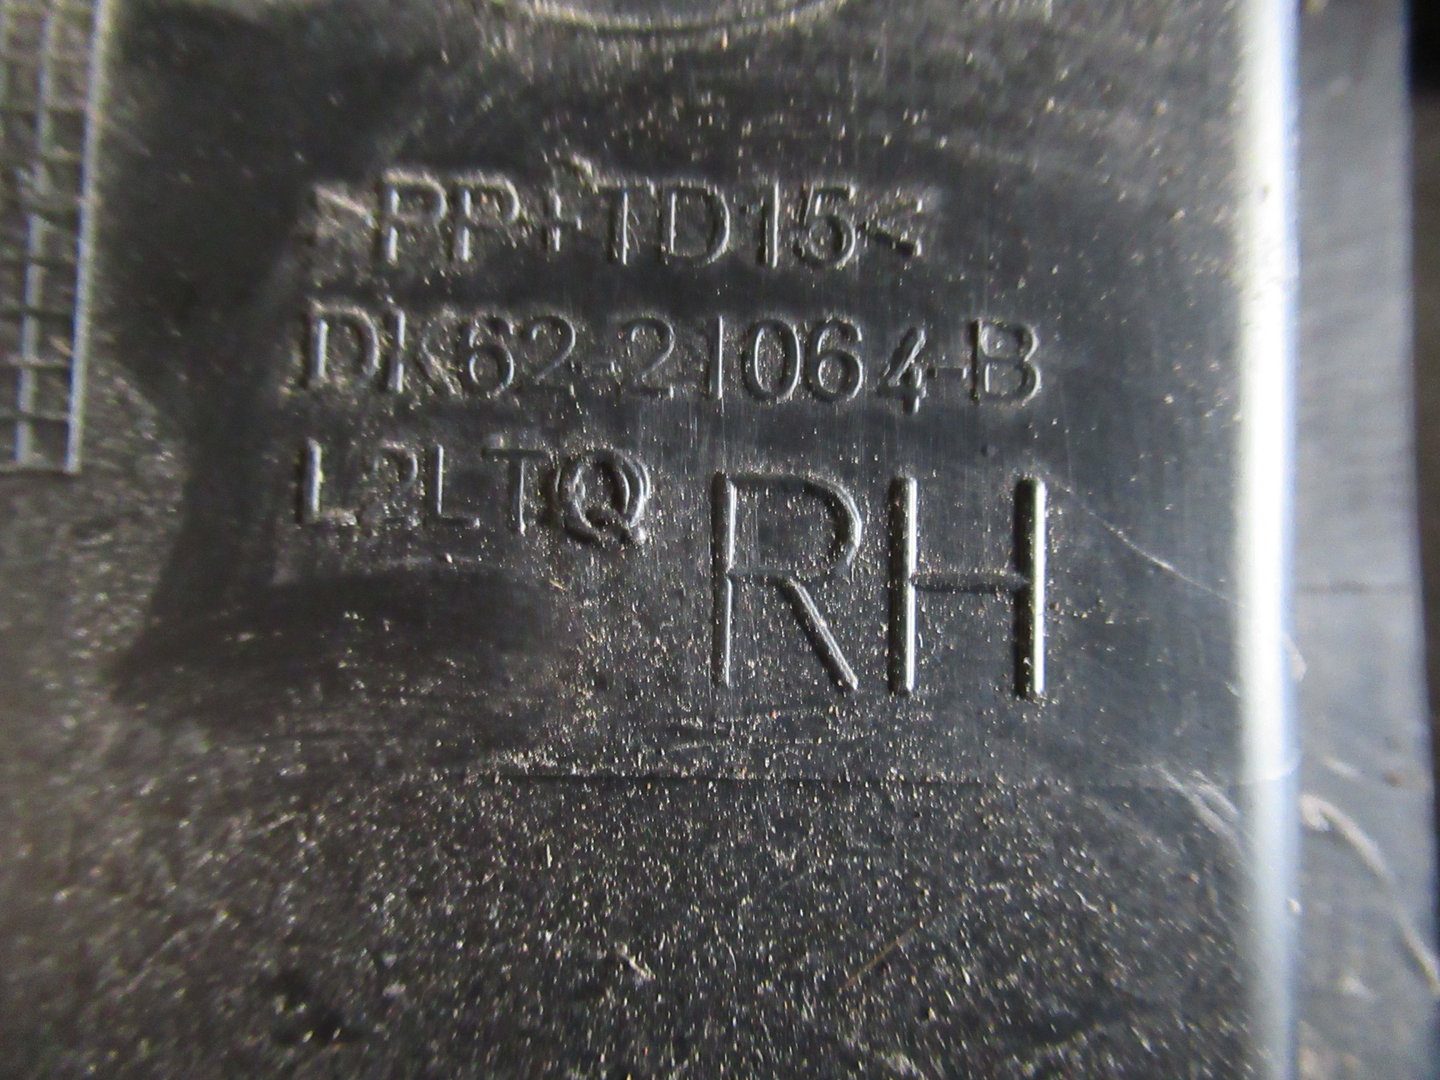 >PP+TD15<
DK62-21064-B
L2LTQ
RH